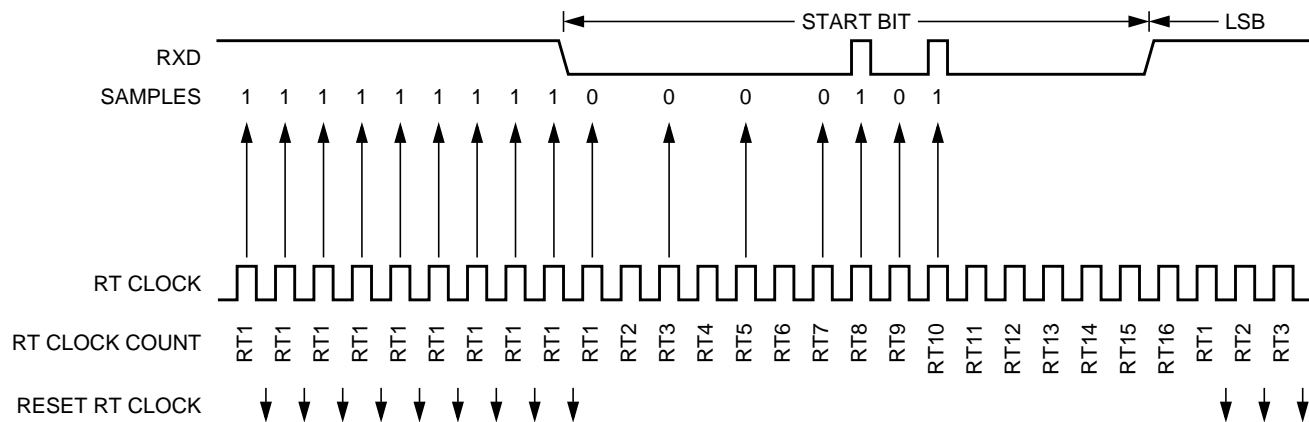 START BIT LSB
RXD
SAMPLES 1 1 1 1 1 1 1 1 1 0 0 0 0 1 0 1
RT CLOCK
RT CLOCK COUNT RT1 RT1 RT1 RT1 RT1 RT1 RT1 RT1 RT1 RT1 RT2 RT3 RT4 RT5 RT6 RT7 RT8 RT9 RT10 RT11 RT12 RT13 RT14 RT15 RT16 RT1 RT2 RT3
RESET RT CLOCK